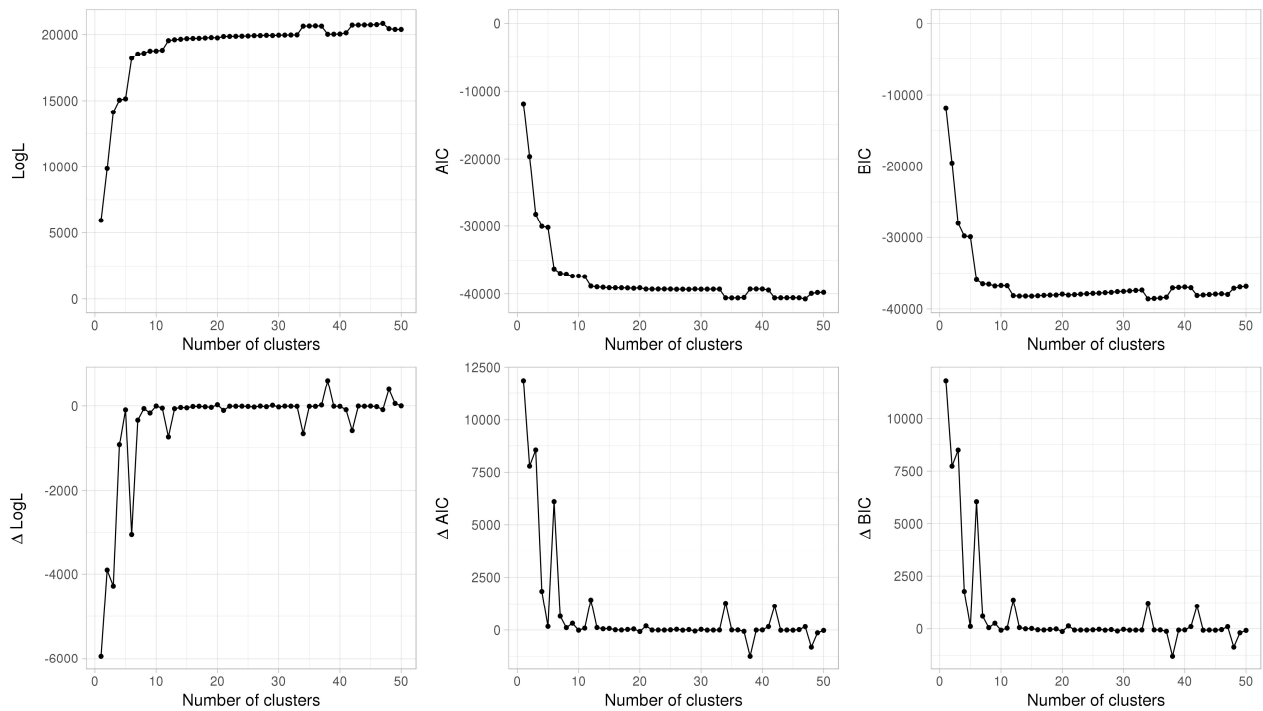 LogL
20000
15000
10000
5000
0
0 10 20 30 40 50
Number of clusters
AIC
0
-10000
-20000
-30000
-40000
0 10 20 30 40 50
Number of clusters
BIC
0
-10000
-20000
-30000
-40000
0 10 20 30 40 50
Number of clusters
Δ LogL
0
-2000
-4000
-6000
0 10 20 30 40 50
Number of clusters
Δ AIC
12500
10000
7500
5000
2500
0
0 10 20 30 40 50
Number of clusters
Δ BIC
10000
7500
5000
2500
0
0 10 20 30 40 50
Number of clusters